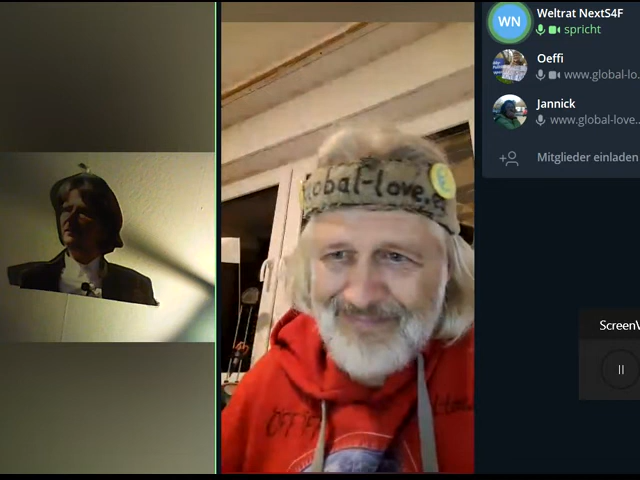 WN
Weltrat NextS4F
spricht
Oeffi
www.global-lo...
Jannick
www.global-love...
Mitglieder einladen
ScreenV
lobal-love.e